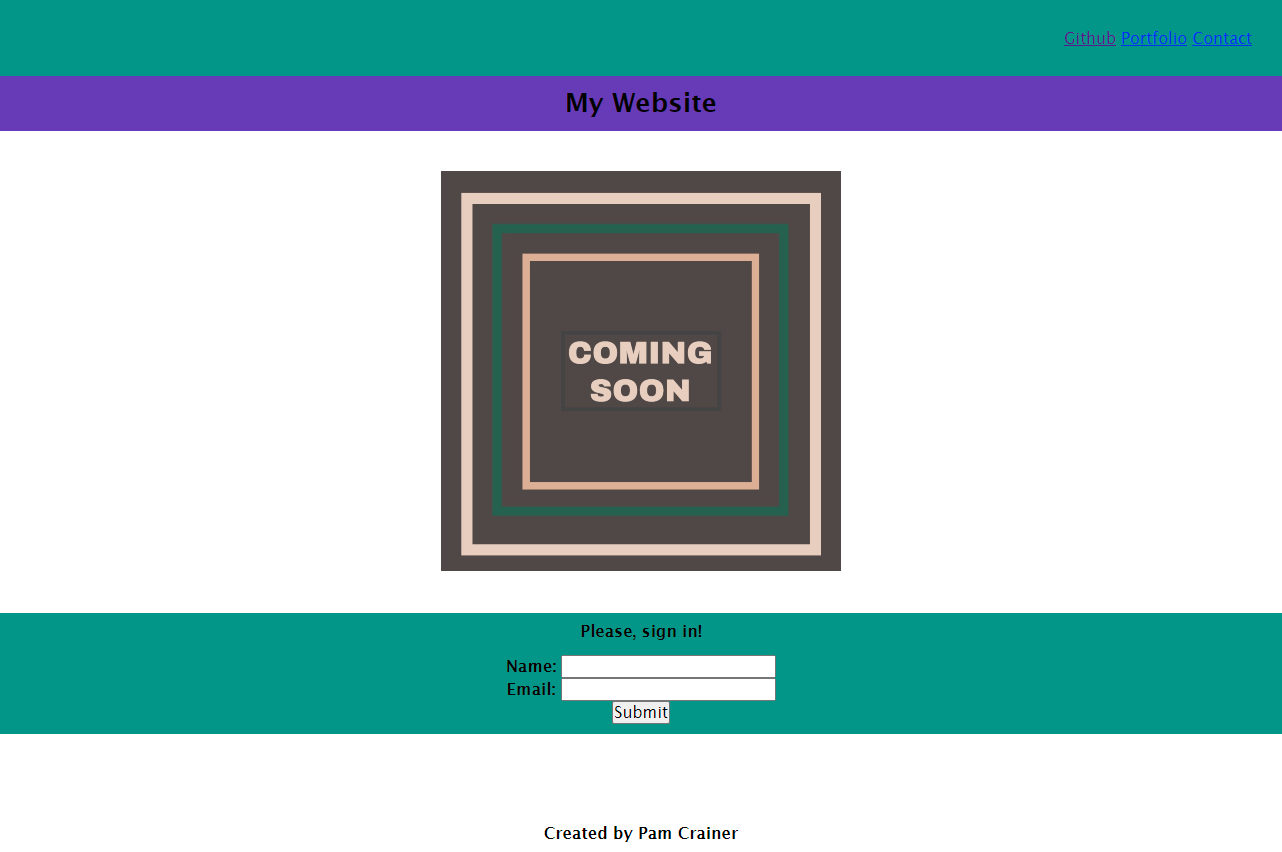 Github Portfolio Contact
My Website
COMING
SOON
Please, sign in!
Name:
Email:
Submit
Created by Pam Crainer